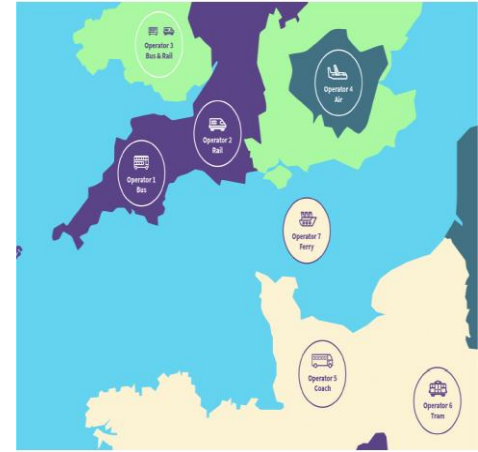 Operator 3
Bus & Rail
Operator 4
Air
Operator 2
Rail
Operator 1
Bus
Operator 7
Ferry
Operator 5
Coach
Operator 6
Tram